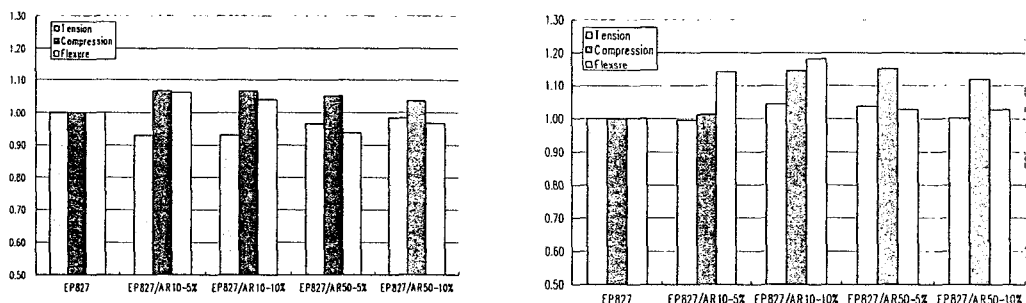 1.30
1.20
1.10
1.00
0.90
0.80
0.70
0.60
0.50
Tension
Compression
Flexure
EP827 EP827/AR10-5% EP827/AR10-10% EP827/AR50-5% EP827/AR50-10%
1.30
1.20
1.10
1.00
0.90
0.80
0.70
0.60
0.50
Tension
Compression
Flexsre
EP827 EP827/AR10-5% EP827/AR10-10% EP827/AR50-5% EP827/AR50-10%